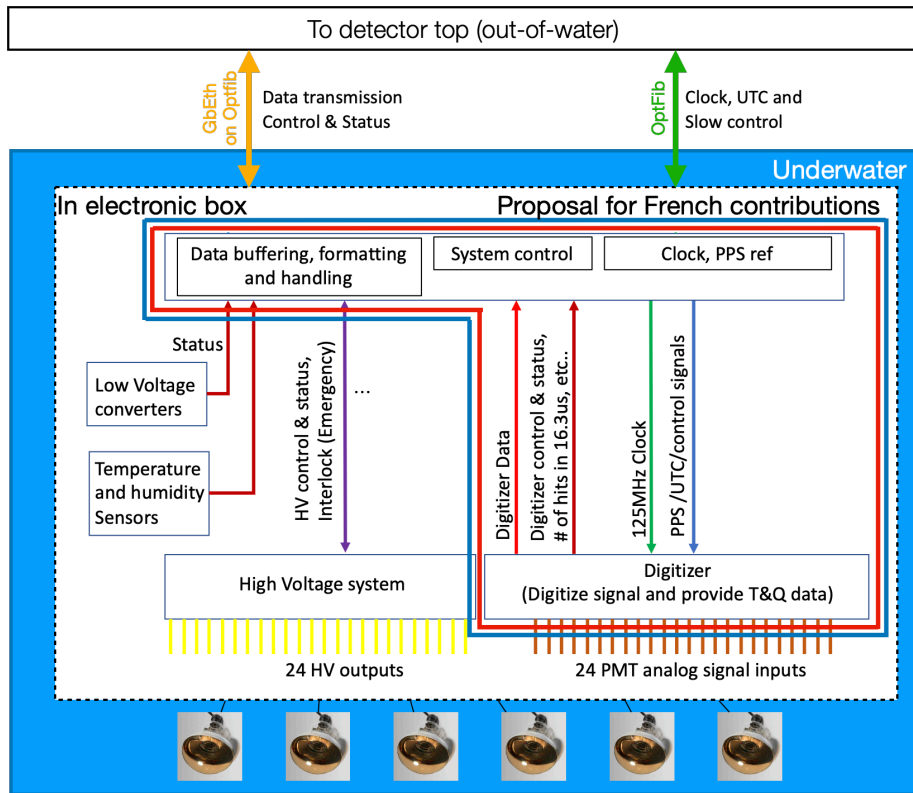 To detector top (out-of-water)
GbEth
on Optfib
Data transmission
Control & Status
OptFib
Clock, UTC and
Slow control
Underwater
In electronic box
Proposal for French contributions
Data buffering, formatting
and handling
System control
Clock, PPS ref
Status
Low Voltage
converters
Temperature
and humidity
Sensors
HV control & status,
Interlock (Emergency)
...
Digitizer Data
Digitizer control & status,
# of hits in 16.3us, etc..
125MHz Clock
PPS /UTC/control signals
High Voltage system
Digitizer
(Digitize signal and provide T&Q data)
24 HV outputs
24 PMT analog signal inputs